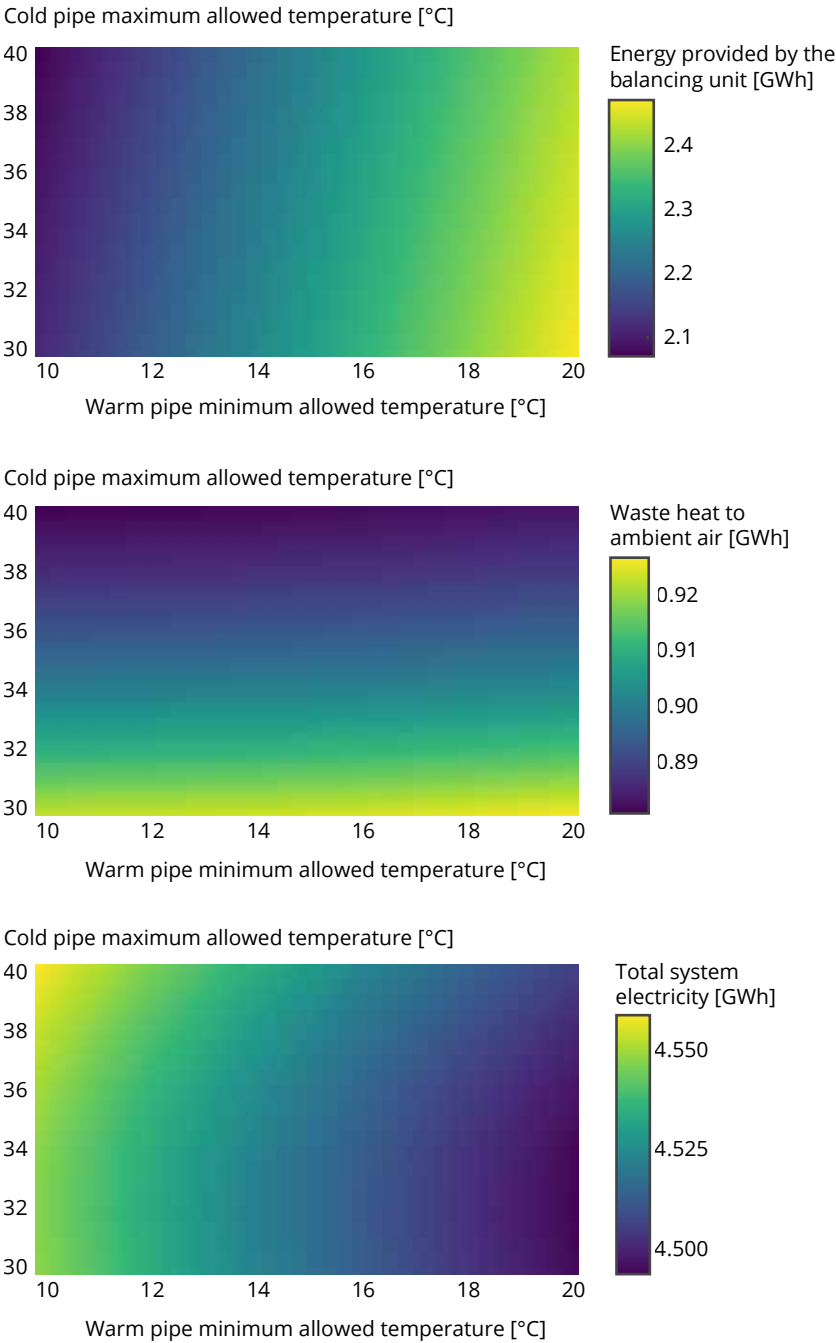 Cold pipe maximum allowed temperature [°C]
Energy provided by the
balancing unit [GWh]
40
38
36
34
32
30
10 12 14 16 18 20
Warm pipe minimum allowed temperature [°C]
2.4
2.3
2.2
2.1
Cold pipe maximum allowed temperature [°C]
Waste heat to
ambient air [GWh]
40
38
36
34
32
30
10 12 14 16 18 20
Warm pipe minimum allowed temperature [°C]
0.92
0.91
0.90
0.89
Cold pipe maximum allowed temperature [°C]
Total system
electricity [GWh]
40
38
36
34
32
30
10 12 14 16 18 20
Warm pipe minimum allowed temperature [°C]
4.550
4.525
4.500